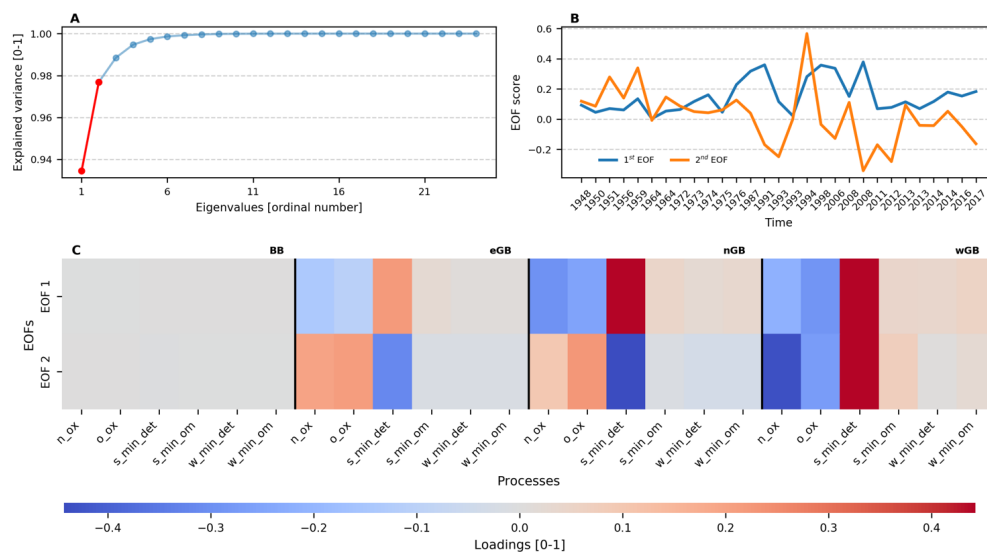 A
Explained variance [0-1]
1.00
0.98
0.96
0.94
1 6 11 16 21
Eigenvalues [ordinal number]
B
EOF score
0.6
0.4
0.2
0.0
−0.2
1st EOF 2nd EOF
1948 1950 1951 1956 1959 1964 1964 1972 1973 1974 1975 1976 1987 1991 1993 1993 1994 1998 2006 2008 2008 2011 2012 2013 2013 2014 2014 2016 2017
Time
C BB eGB nGB wGB
EOFs
EOF 1
EOF 2
n_ox o_ox s_min_det s_min_om w_min_det w_min_om n_ox o_ox s_min_det s_min_om w_min_det w_min_om n_ox o_ox s_min_det s_min_om w_min_det w_min_om n_ox o_ox s_min_det s_min_om w_min_det w_min_om
Processes
−0.4 −0.3 −0.2 −0.1 0.0 0.1 0.2 0.3 0.4
Loadings [0-1]